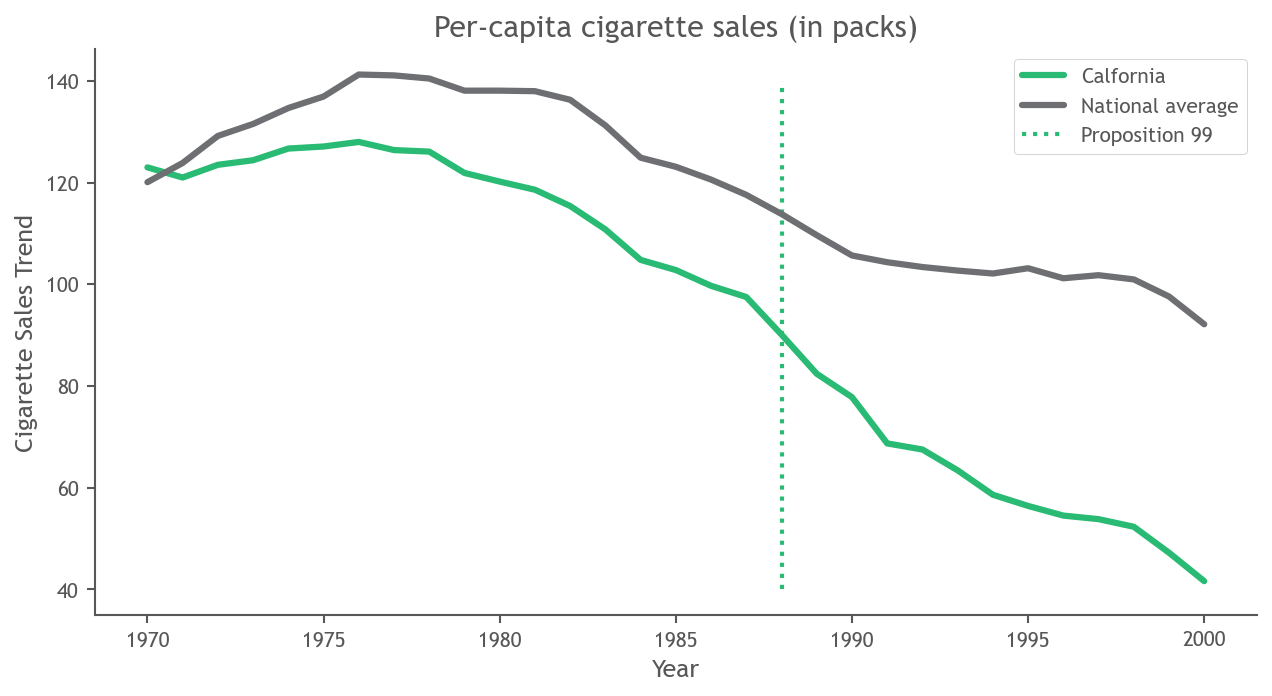 Per-capita cigarette sales (in packs)
Calfornia
National average
Proposition 99
Cigarette Sales Trend
140
120
100
80
60
40
1970
1975
1980
1985
1990
1995
2000
Year